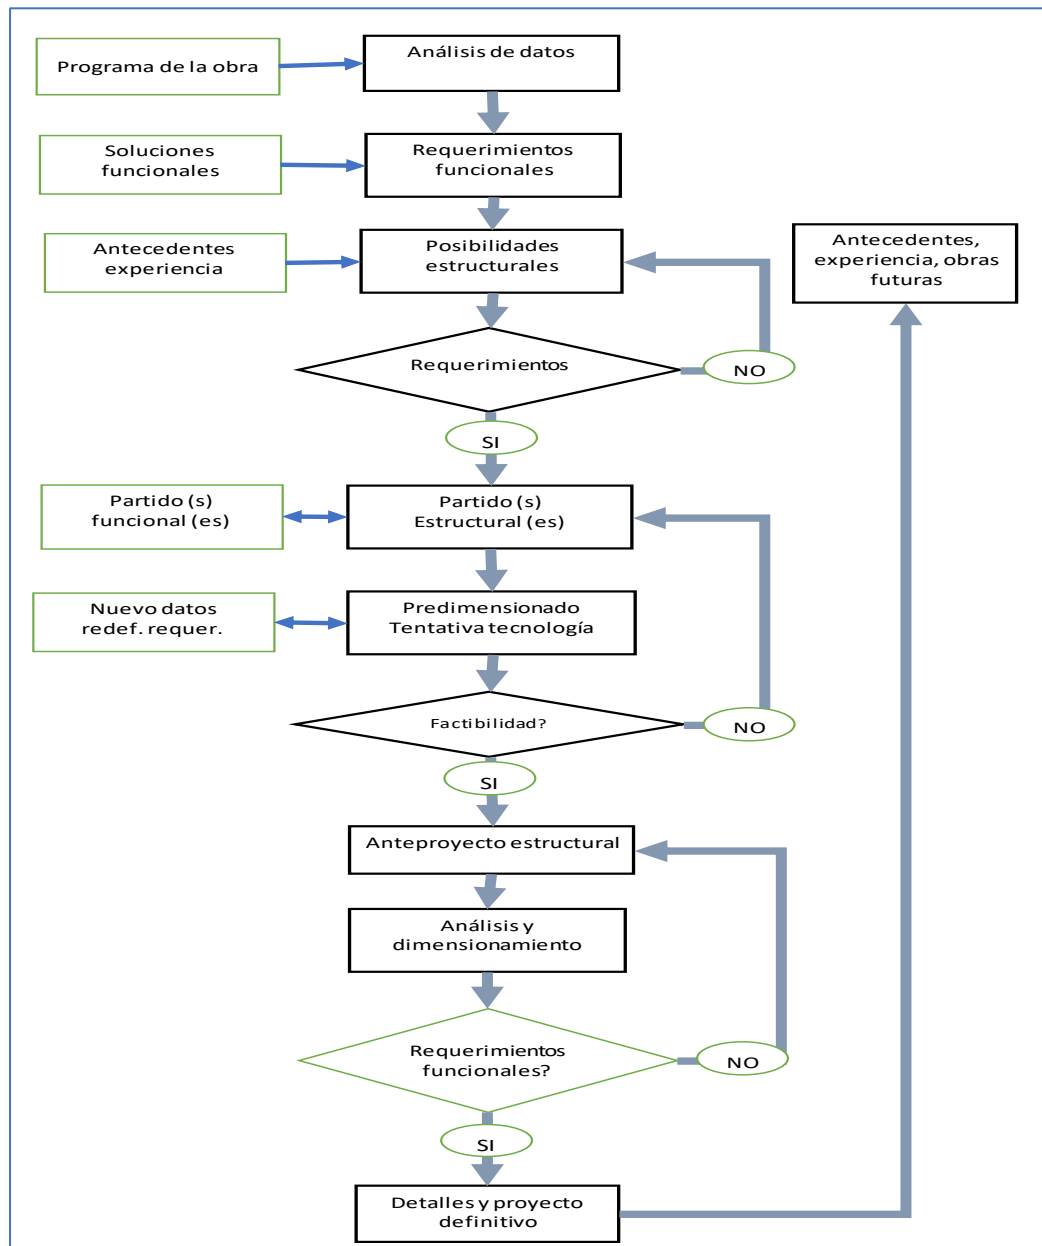 Programa de la obra
Análisis de datos
Soluciones
funcionales
Requerimientos
funcionales
Antecedentes
experiencia
Posibilidades
estructurales
Antecedentes,
experiencia, obras
futuras
Requerimientos
NO
SI
Partido (s)
funcional (es)
Partido (s)
Estructural (es)
Nuevo datos
redef. requer.
Predimensionado
Tentativa tecnología
Factibilidad?
NO
SI
Anteproyecto estructural
Análisis y
dimensionamiento
Requerimientos
funcionales?
NO
SI
Detalles y proyecto
definitivo